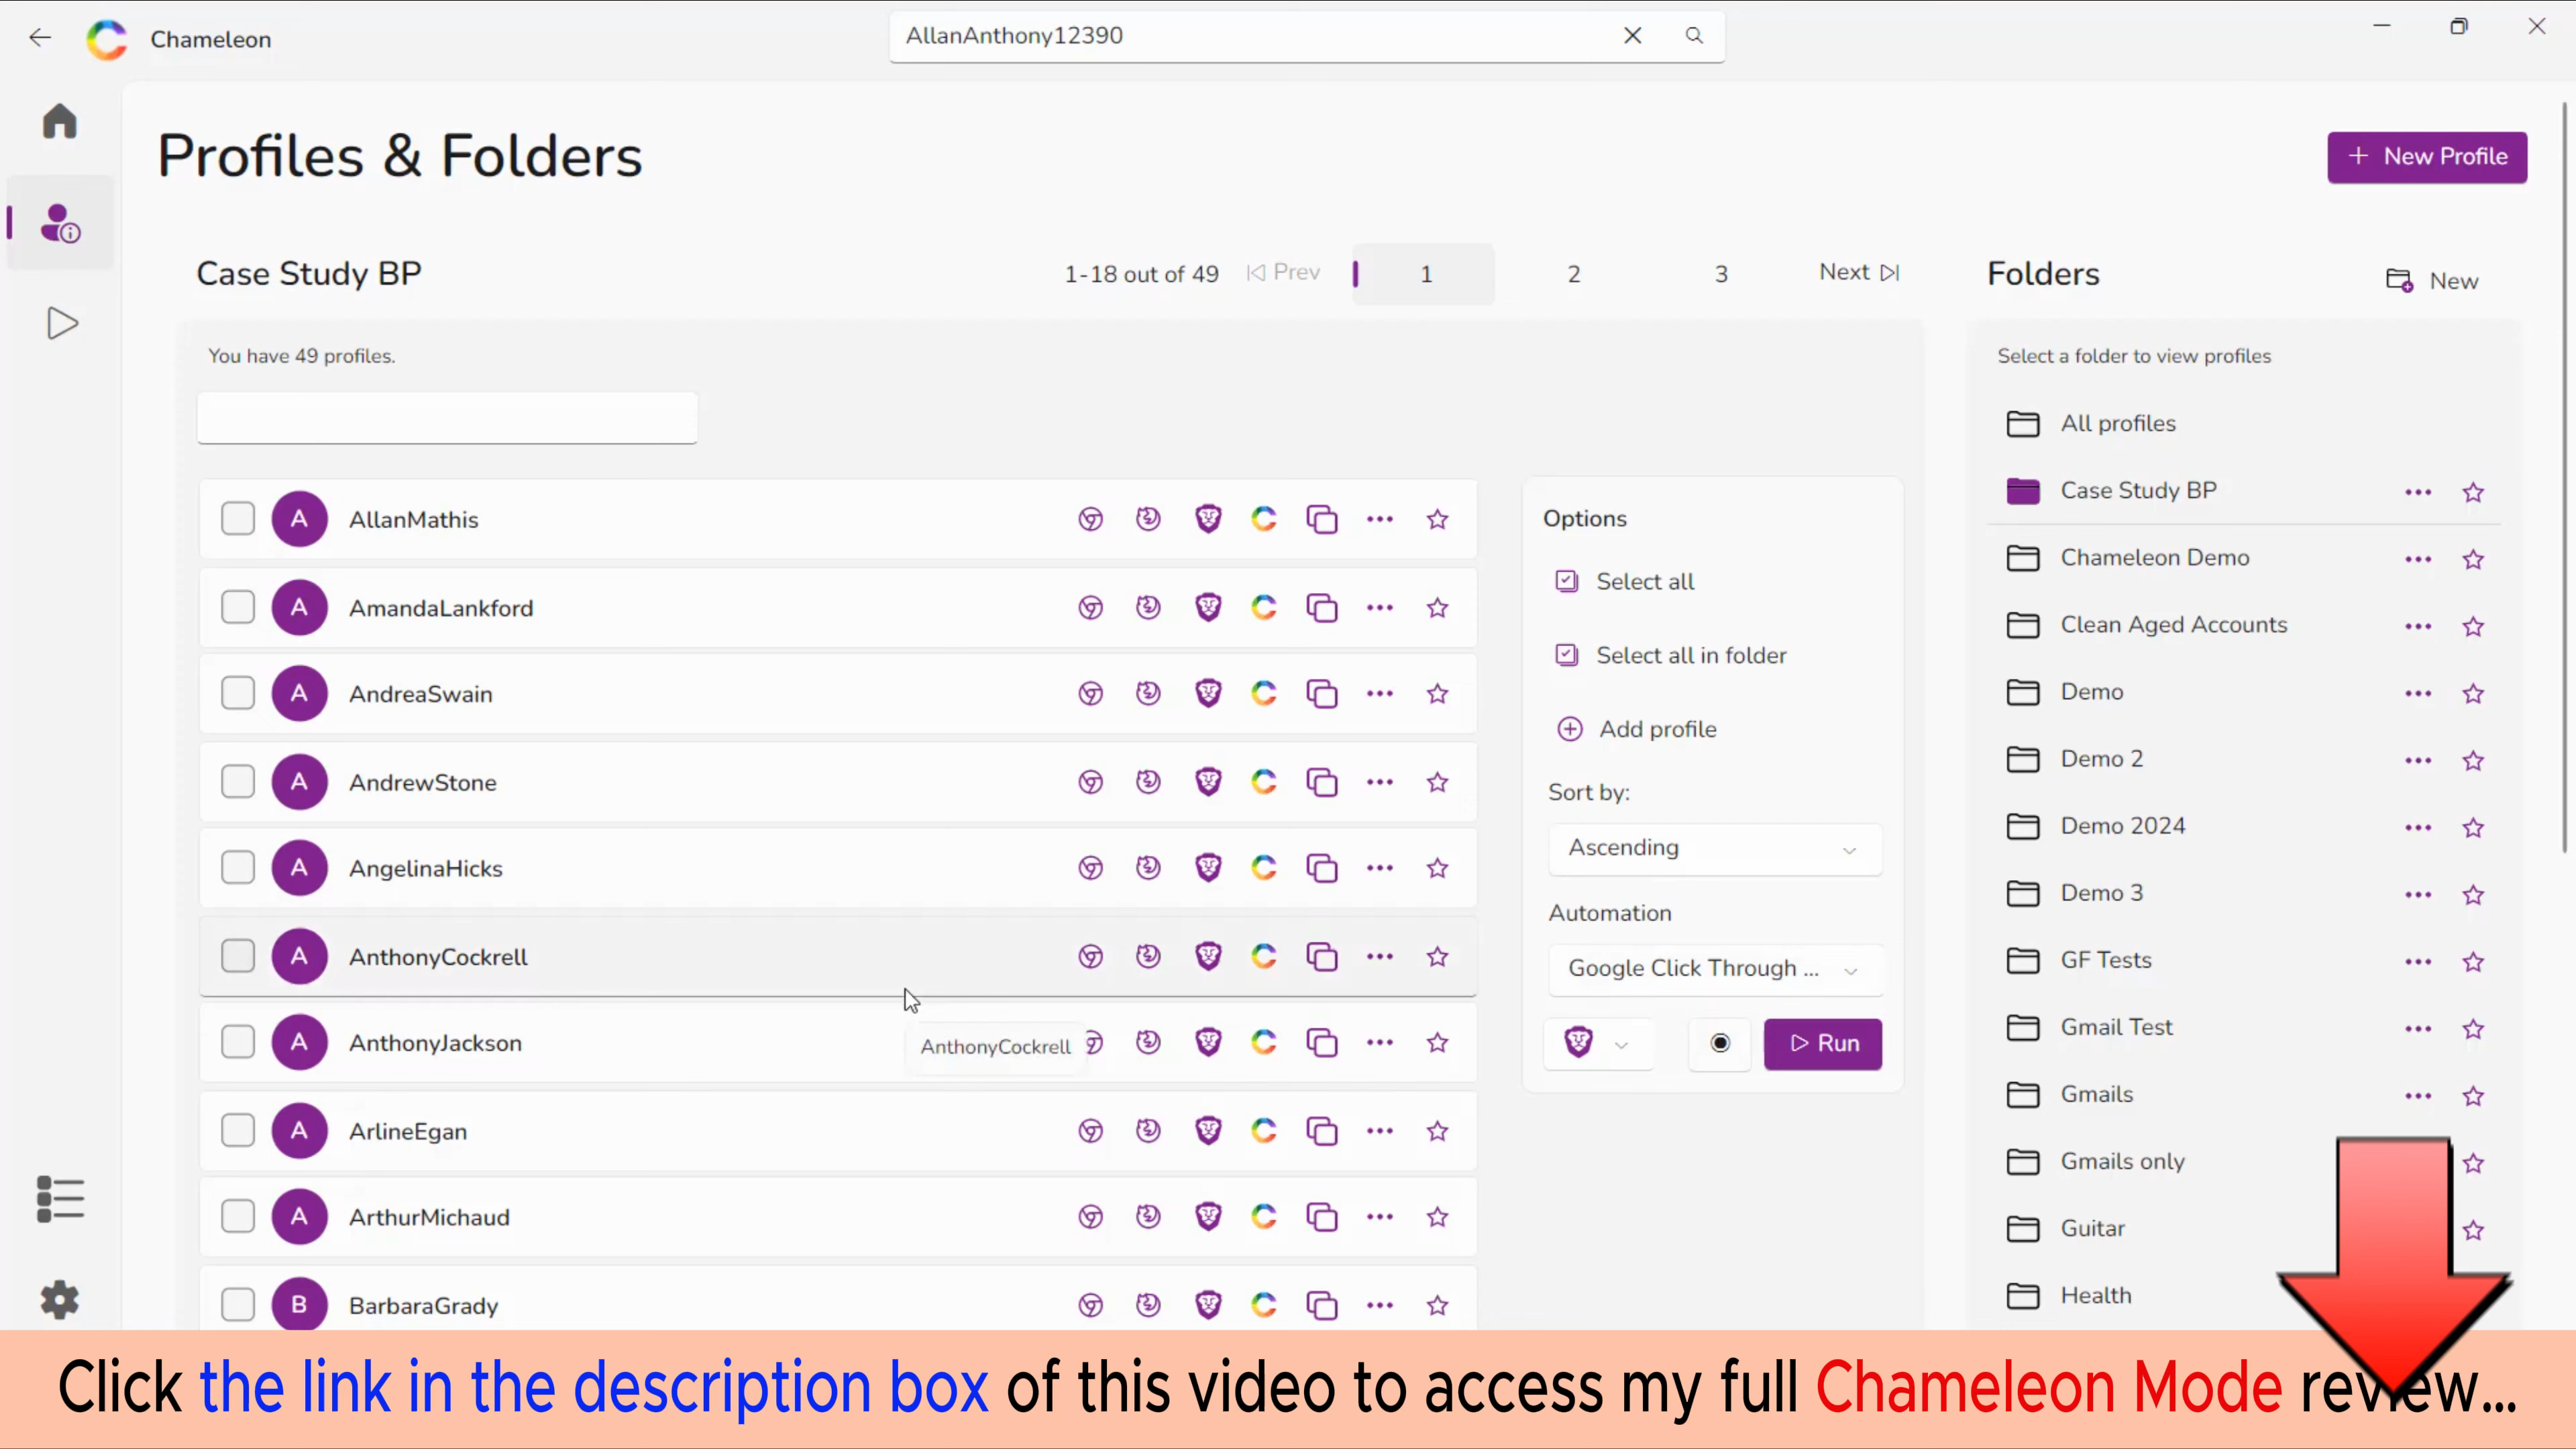 Chameleon
AllanAnthony12390
Profiles & Folders
New Profile
Case Study BP
1-18 out of 49
Prev
1
2
3
Next
Folders
New
You have 49 profiles.
Select a folder to view profiles
A AllanMathis
A AmandaLankford
A AndreaSwain
A AndrewStone
A AngelinaHicks
A AnthonyCockrell
A AnthonyJackson
AnthonyCockrell
A ArlineEgan
A ArthurMichaud
B BarbaraGrady
Options
Select all
Select all in folder
Add profile
Sort by:
Ascending
Automation
Google Click Through ...
Run
All profiles
Case Study BP
Chameleon Demo
Clean Aged Accounts
Demo
Demo 2
Demo 2024
Demo 3
GF Tests
Gmail Test
Gmails
Gmails only
Guitar
Health
Click the link in the description box of this video to access my full Chameleon Mode review...